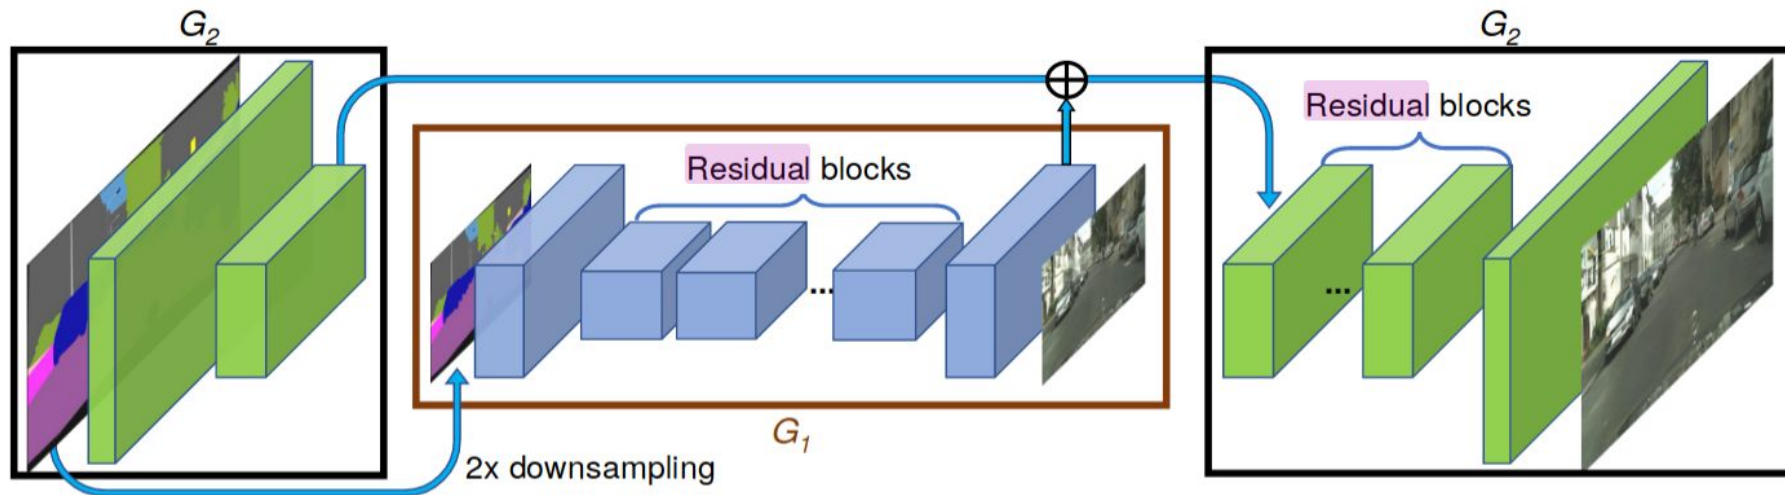 G2
G2
Residual blocks
Residual blocks
...
...
G1
2x downsampling